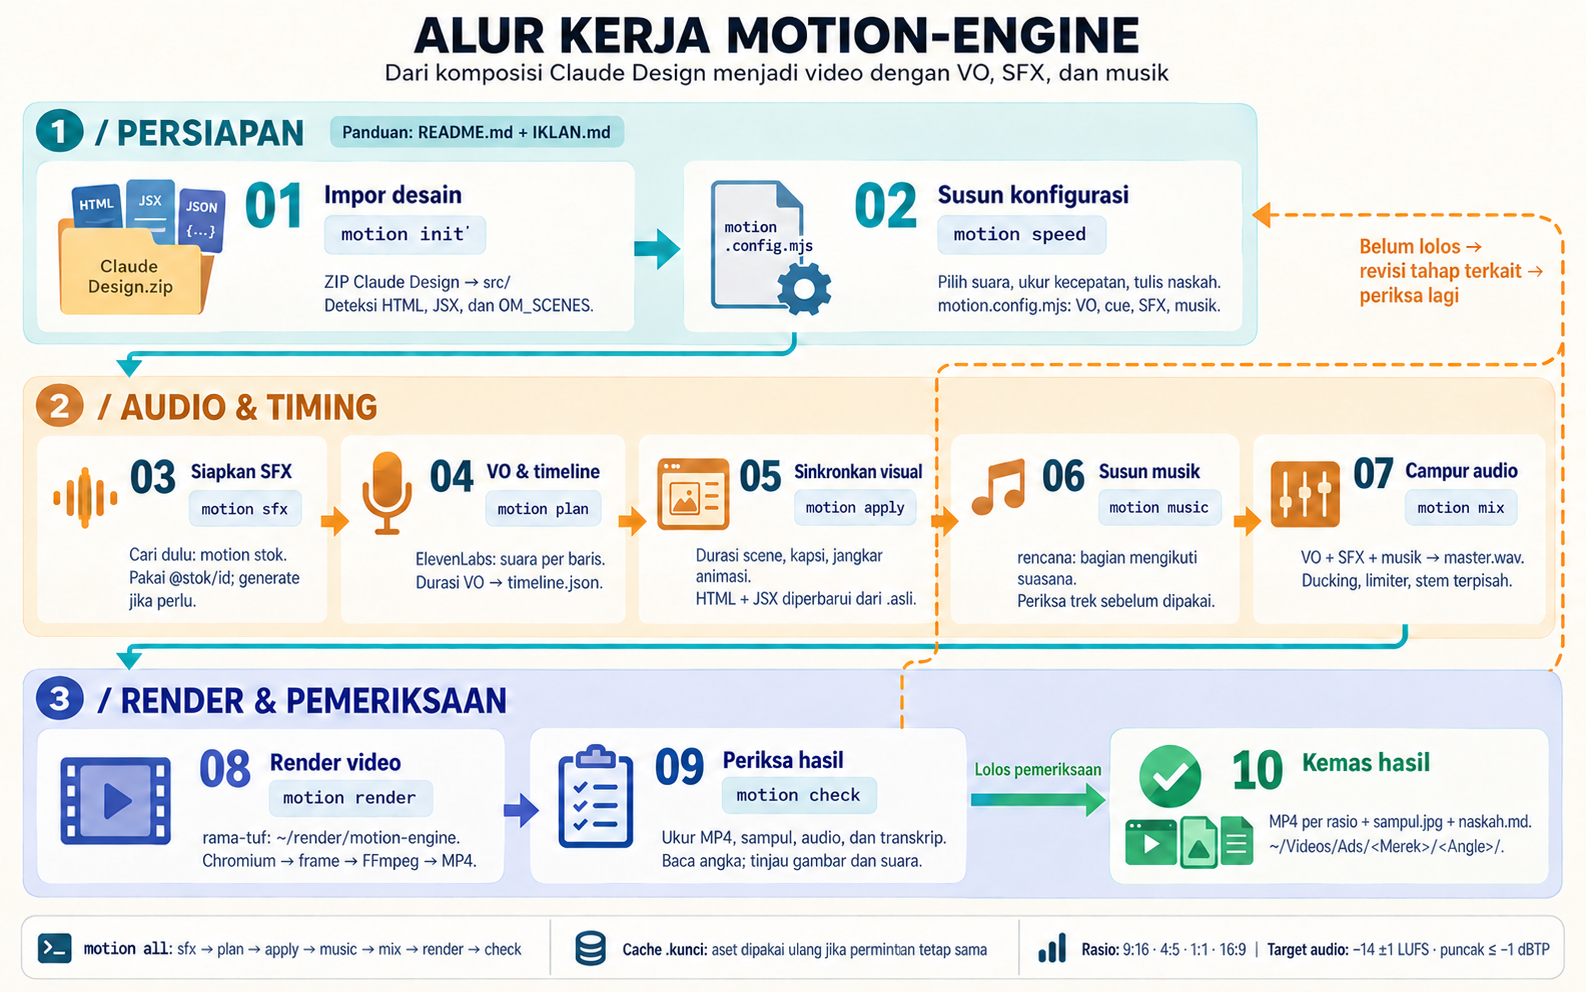 ALUR KERJA MOTION-ENGINE
Dari komposisi Claude Design menjadi video dengan VO, SFX, dan musik
1 / PERSIAPAN
Panduan: README.md + IKLAN.md
HTML
JSX
JSON
{...}
Claude
Design.zip
01
Impor desain
motion init'
ZIP Claude Design → src/
Deteksi HTML, JSX, dan OM_SCENES.
motion
.config.mjs
02
Susun konfigurasi
motion speed
Pilih suara, ukur kecepatan, tulis naskah.
motion.config.mjs: VO, cue, SFX, musik.
Belum lolos →
revisi tahap terkait →
periksa lagi
2 / AUDIO & TIMING
03
Siapkan SFX
motion sfx
Cari dulu: motion stok.
Pakai @stok/id; generate
jika perlu.
04
VO & timeline
motion plan
ElevenLabs: suara per baris.
Durasi VO → timeline.json.
05
Sinkronkan visual
motion apply
Durasi scene, kapsi, jangkar
animasi.
HTML + JSX diperbarui dari .asli.
06
Susun musik
motion music
rencana: bagian mengikuti
suasana.
Periksa trek sebelum dipakai.
07
Campur audio
motion mix
VO + SFX + musik → master.wav.
Ducking, limiter, stem terpisah.
3 / RENDER & PEMERIKSAAN
08
Render video
motion render
rama-tuf: ~/render/motion-engine.
Chromium → frame → FFmpeg → MP4.
09
Periksa hasil
motion check
Ukur MP4, sampul, audio, dan transkrip.
Baca angka; tinjau gambar dan suara.
Lolos pemeriksaan
10
Kemas hasil
MP4 per rasio + sampul.jpg + naskah.md.
~/Videos/Ads/<Merek>/<Angle>/.
motion all: sfx → plan → apply → music → mix → render → check
Cache .kunci: aset dipakai ulang jika permintan tetap sama
Rasio: 9:16 · 4:5 · 1:1 · 16:9 | Target audio: −14 ±1 LUFS · puncak ≤ −1 dBTP